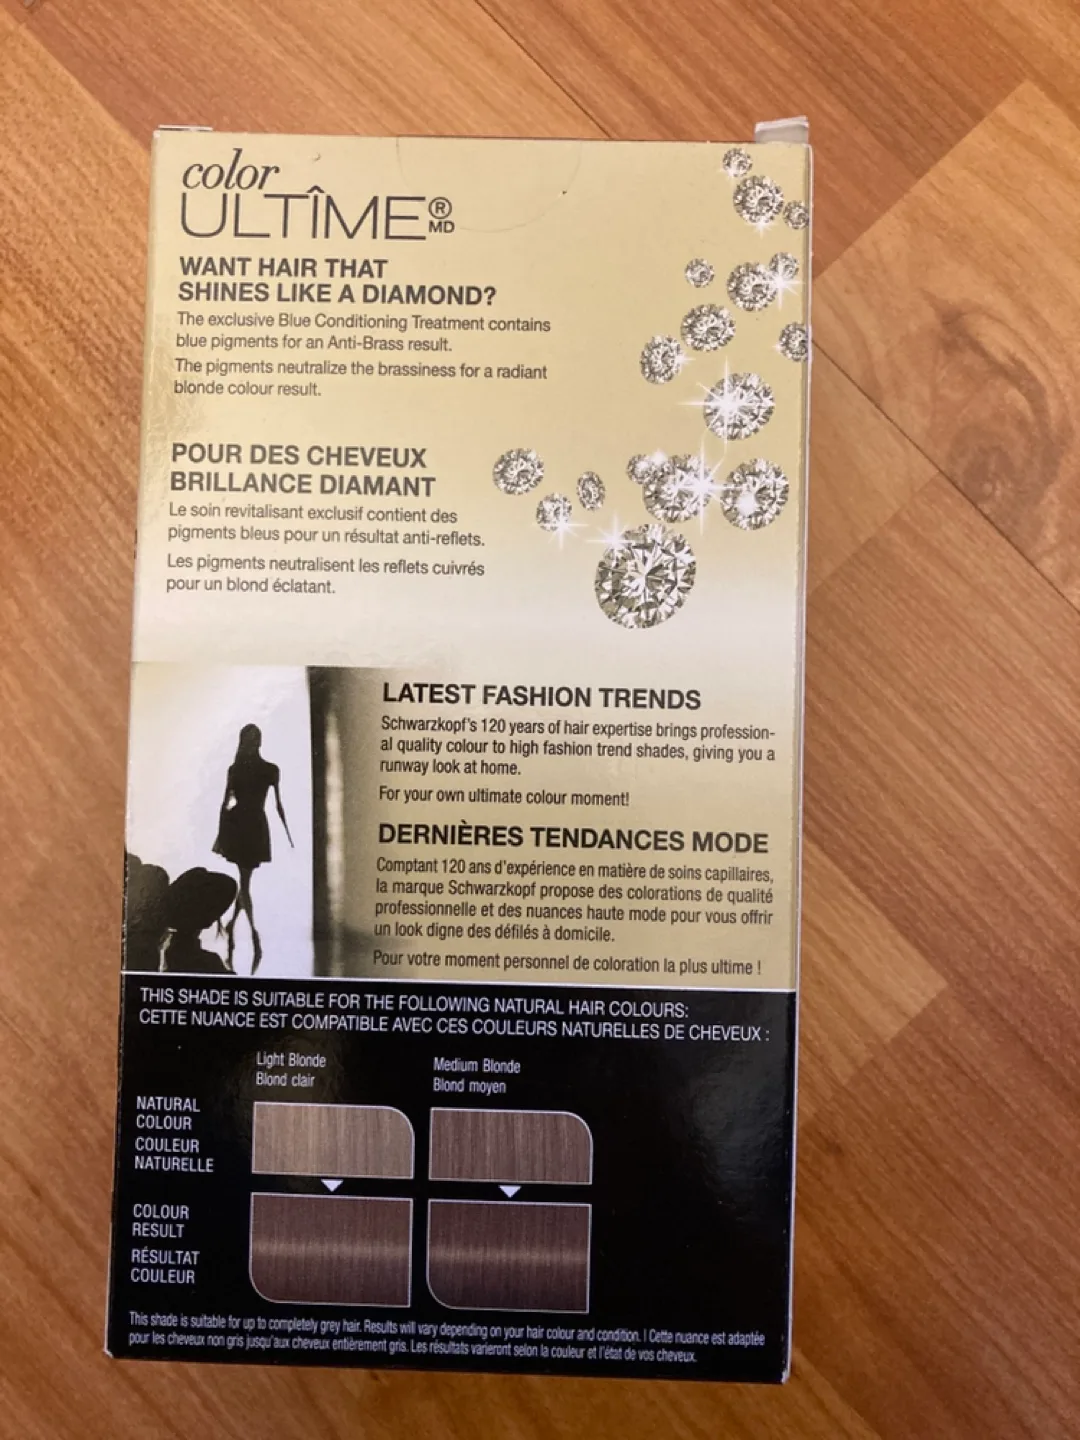 color
ULTÎME®
MD
WANT HAIR THAT
SHINES LIKE A DIAMOND?
The exclusive Blue Conditioning Treatment contains
blue pigments for an Anti-Brass result.
The pigments neutralize the brassiness for a radiant
blonde colour result.
POUR DES CHEVEUX
BRILLANCE DIAMANT
Le soin revitalisant exclusif contient des
pigments bleus pour un résultat anti-reflets.
Les pigments neutralisent les reflets cuivrés
pour un blond éclatant.
LATEST FASHION TRENDS
Schwarzkopf's 120 years of hair expertise brings profession-
al quality colour to high fashion trend shades, giving you a
runway look at home.
For your own ultimate colour moment!
DERNIÈRES TENDANCES MODE
Comptant 120 ans d'expérience en matière de soins capillaires,
la marque Schwarzkopf propose des colorations de qualité
professionnelle et des nuances haute mode pour vous offrir
un look digne des défilés à domicile.
Pour votre moment personnel de coloration la plus ultime !
THIS SHADE IS SUITABLE FOR THE FOLLOWING NATURAL HAIR COLOURS:
CETTE NUANCE EST COMPATIBLE AVEC CES COULEURS NATURELLES DE CHEVEUX :
Light Blonde
Blond clair
Medium Blonde
Blond moyen
NATURAL
COLOUR
COULEUR
NATURELLE
COLOUR
RESULT
RÉSULTAT
COULEUR
This shade is suitable for up to completely grey hair. Results will vary depending on your hair colour and condition. | Cette nuance est adaptée
pour les cheveux non gris jusqu'aux cheveux entièrement gris. Les résultats varieront selon la couleur et l'état de vos cheveux.